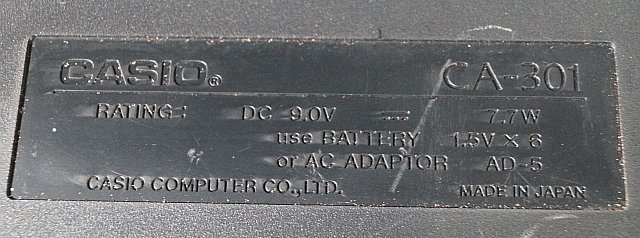 CASIO® CA-301
RATING: DC 9.0V ⎓ 7.7W
use BATTERY 1.5V X 6
or AC ADAPTOR AD-5
CASIO COMPUTER CO.,LTD. MADE IN JAPAN